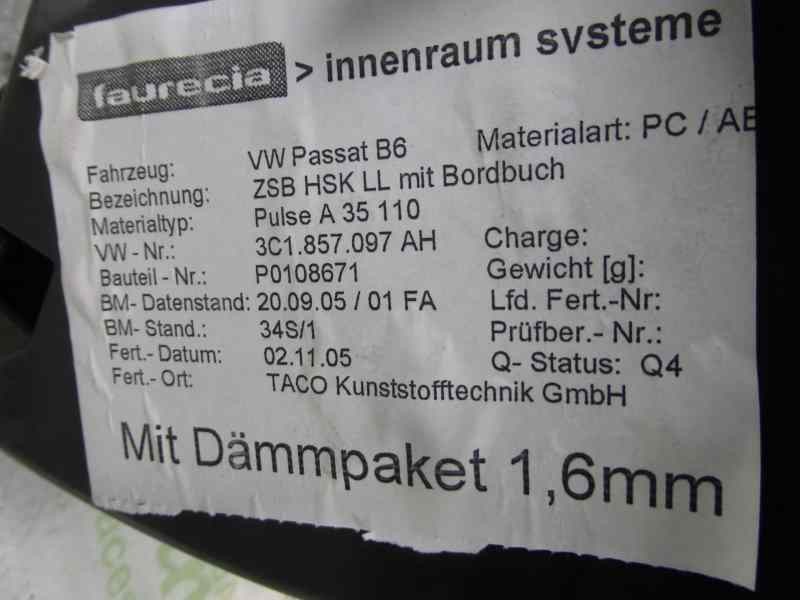 faurecia > innenraum systeme
Fahrzeug: VW Passat B6 Materialart: PC / AB
Bezeichnung: ZSB HSK LL mit Bordbuch
Materialtyp: Pulse A 35 110
VW - Nr.: 3C1.857.097 AH Charge:
Bauteil - Nr.: P0108671 Gewicht [g]:
BM- Datenstand: 20.09.05 / 01 FA Lfd. Fert.-Nr:
BM- Stand.: 34S/1 Prüfber.- Nr.:
Fert.- Datum: 02.11.05 Q- Status: Q4
Fert.- Ort: TACO Kunststofftechnik GmbH
Mit Dämmpaket 1,6mm